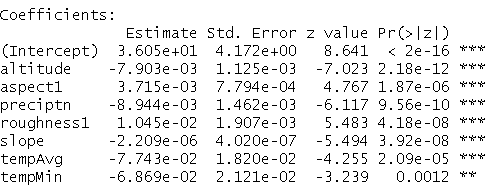 Coefficients:
Estimate Std. Error z value Pr(>|z|)
(Intercept) 3.605e+01 4.172e+00 8.641 < 2e-16 ***
altitude -7.903e-03 1.125e-03 -7.023 2.18e-12 ***
aspect1 3.715e-03 7.794e-04 4.767 1.87e-06 ***
preciptn -8.944e-03 1.462e-03 -6.117 9.56e-10 ***
roughness1 1.045e-02 1.907e-03 5.483 4.18e-08 ***
slope -2.209e-06 4.020e-07 -5.494 3.92e-08 ***
tempAvg -7.743e-02 1.820e-02 -4.255 2.09e-05 ***
tempMin -6.869e-02 2.121e-02 -3.239 0.0012 **